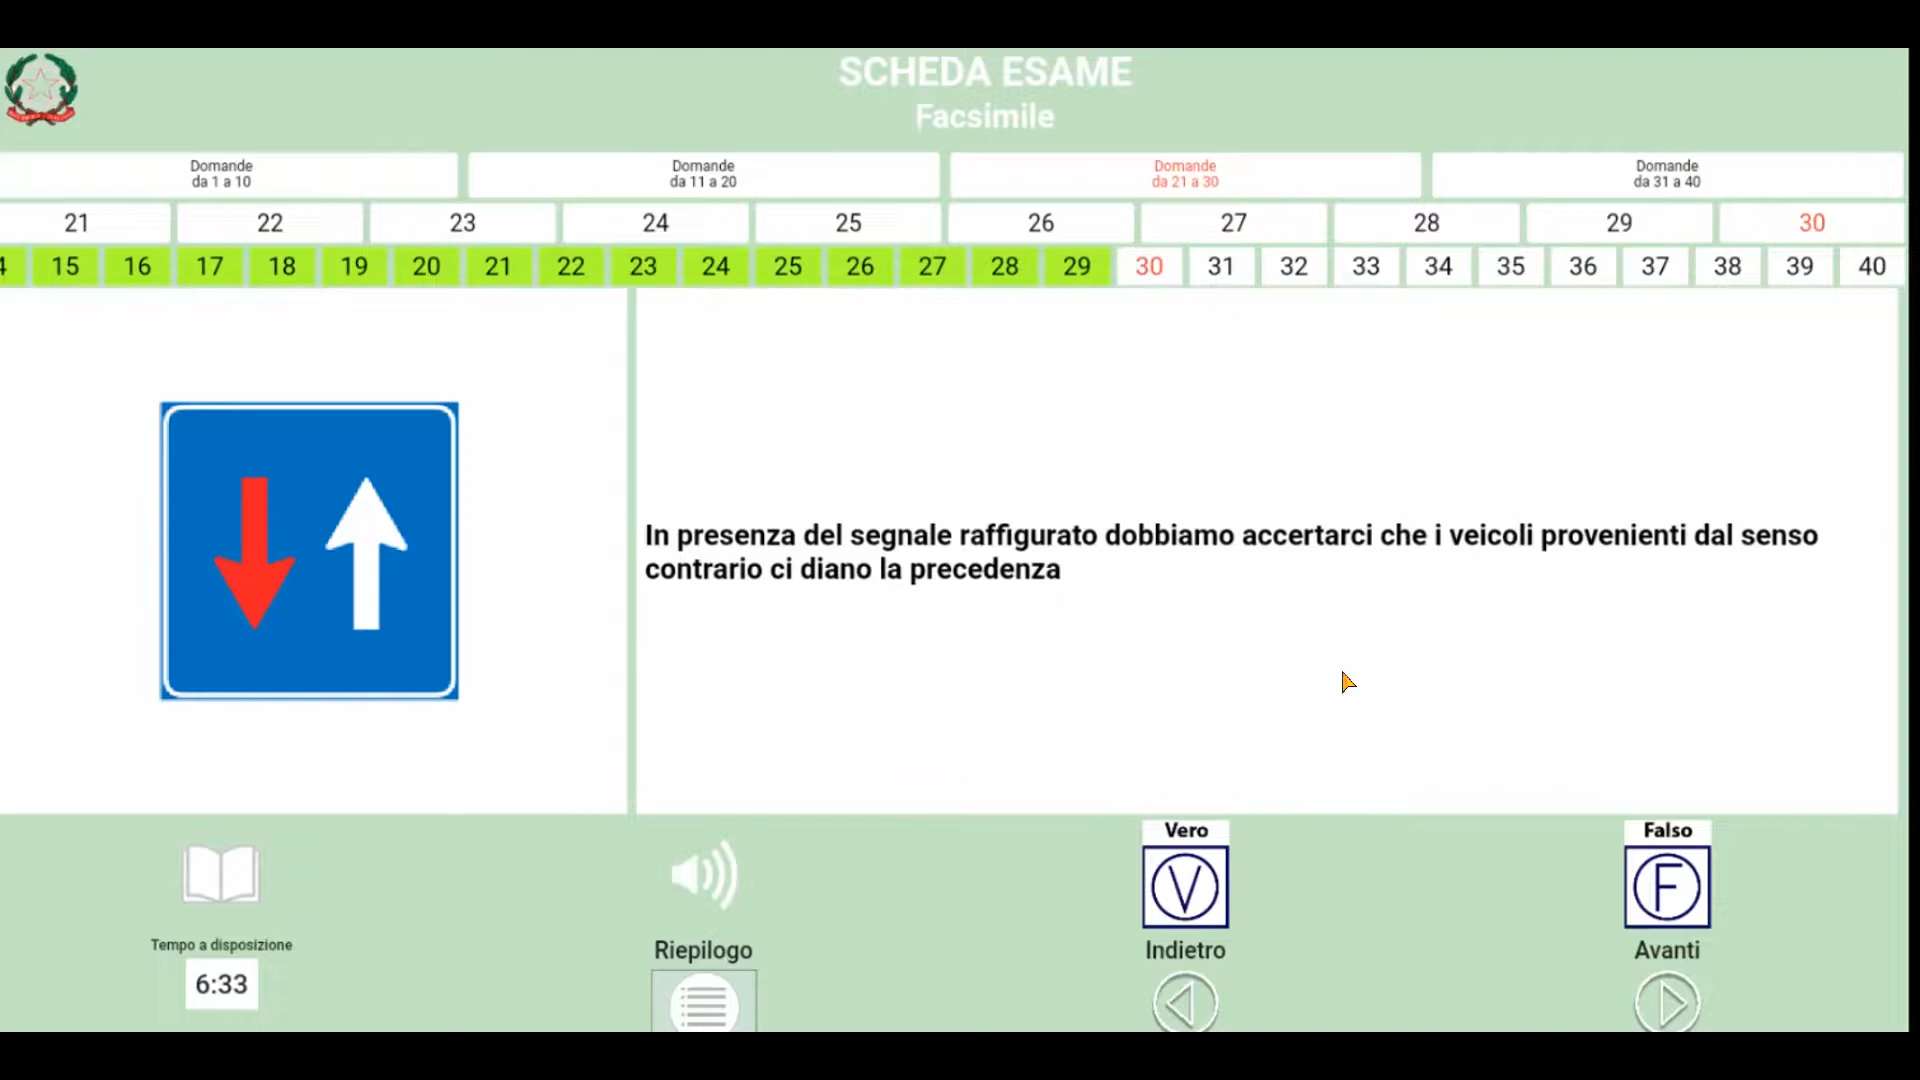 SCHEDA ESAME
Facsimile
Domande
da 1 a 10
Domande
da 11 a 20
Domande
da 21 a 30
Domande
da 31 a 40
21 22 23 24 25 26 27 28 29 30
4 15 16 17 18 19 20 21 22 23 24 25 26 27 28 29 30 31 32 33 34 35 36 37 38 39 40
In presenza del segnale raffigurato dobbiamo accertarci che i veicoli provenienti dal senso
contrario ci diano la precedenza
Vero
Falso
V
F
Tempo a disposizione
6:33
Riepilogo
Indietro
Avanti